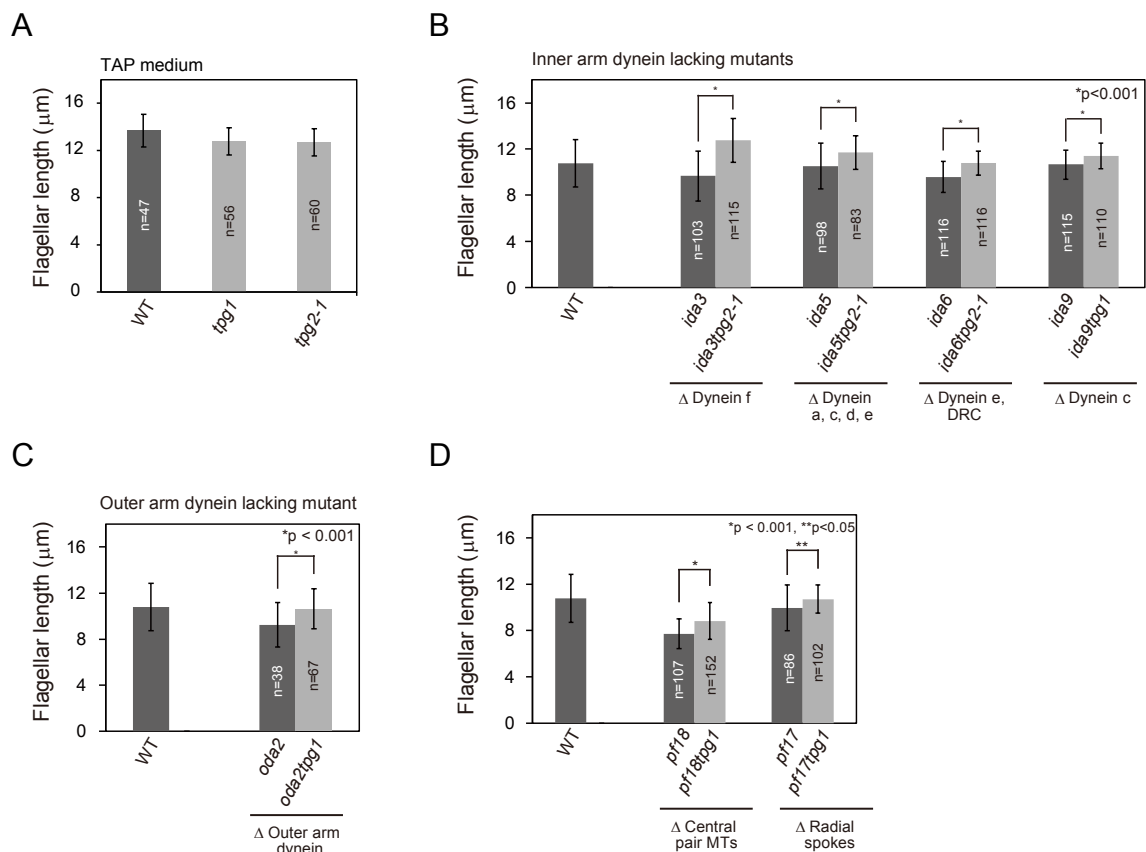 A
TAP medium
Flagellar length (μm)
16
12
8
4
0
n=47
n=56
n=60
WT
tpg1
tpg2-1
B
Inner arm dynein lacking mutants
*p<0.001
Flagellar length (μm)
16
12
8
4
0
*
*
*
*
n=103
n=115
n=98
n=83
n=116
n=116
n=115
n=110
WT
ida3
ida3tpg2-1
ida5
ida5tpg2-1
ida6
ida6tpg2-1
ida9
ida9tpg1
Δ Dynein f
Δ Dynein
a, c, d, e
Δ Dynein e,
DRC
Δ Dynein c
C
Outer arm dynein lacking mutant
*p < 0.001
Flagellar length (μm)
16
12
8
4
0
*
n=38
n=67
WT
oda2
oda2tpg1
Δ Outer arm
dynein
D
*p < 0.001, **p<0.05
Flagellar length (μm)
16
12
8
4
0
*
**
n=107
n=152
n=86
n=102
WT
pf18
pf18tpg1
pf17
pf17tpg1
Δ Central
pair MTs
Δ Radial
spokes